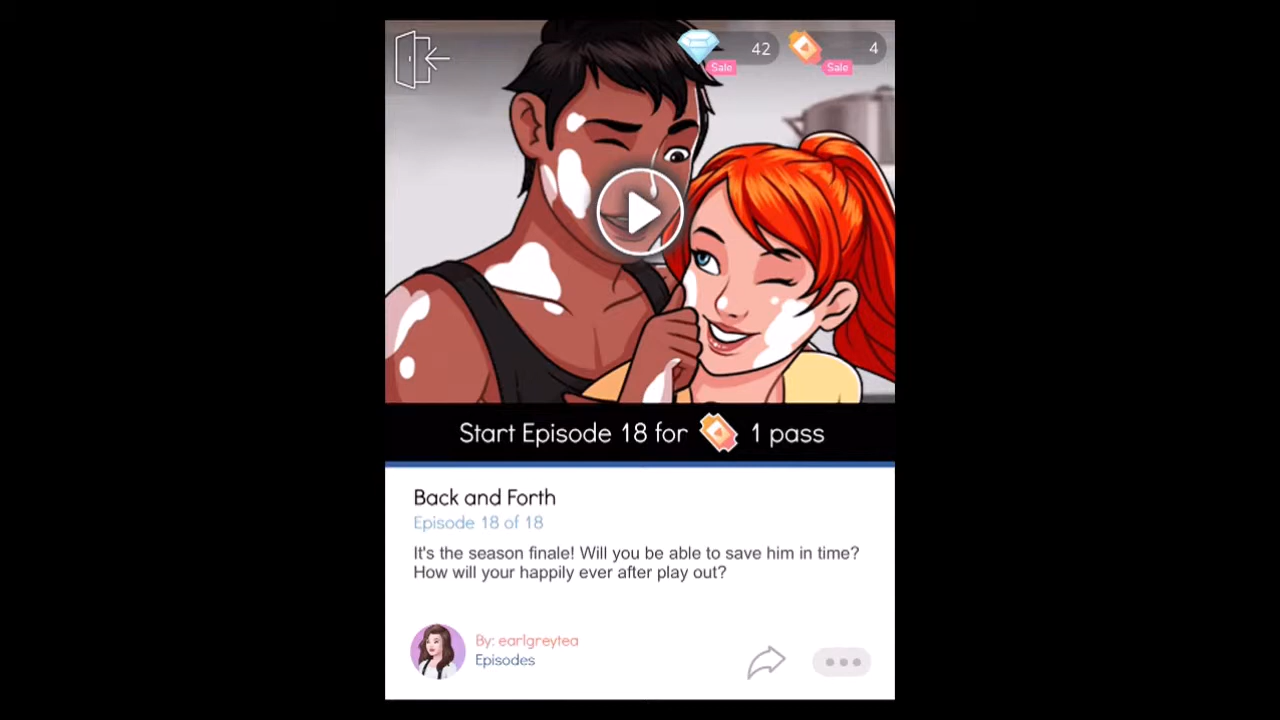 42
4
Sale
Sale
Start Episode 18 for 1 pass
Back and Forth
Episode 18 of 18
It's the season finale! Will you be able to save him in time?
How will your happily ever after play out?
By: earlgreytea
Episodes